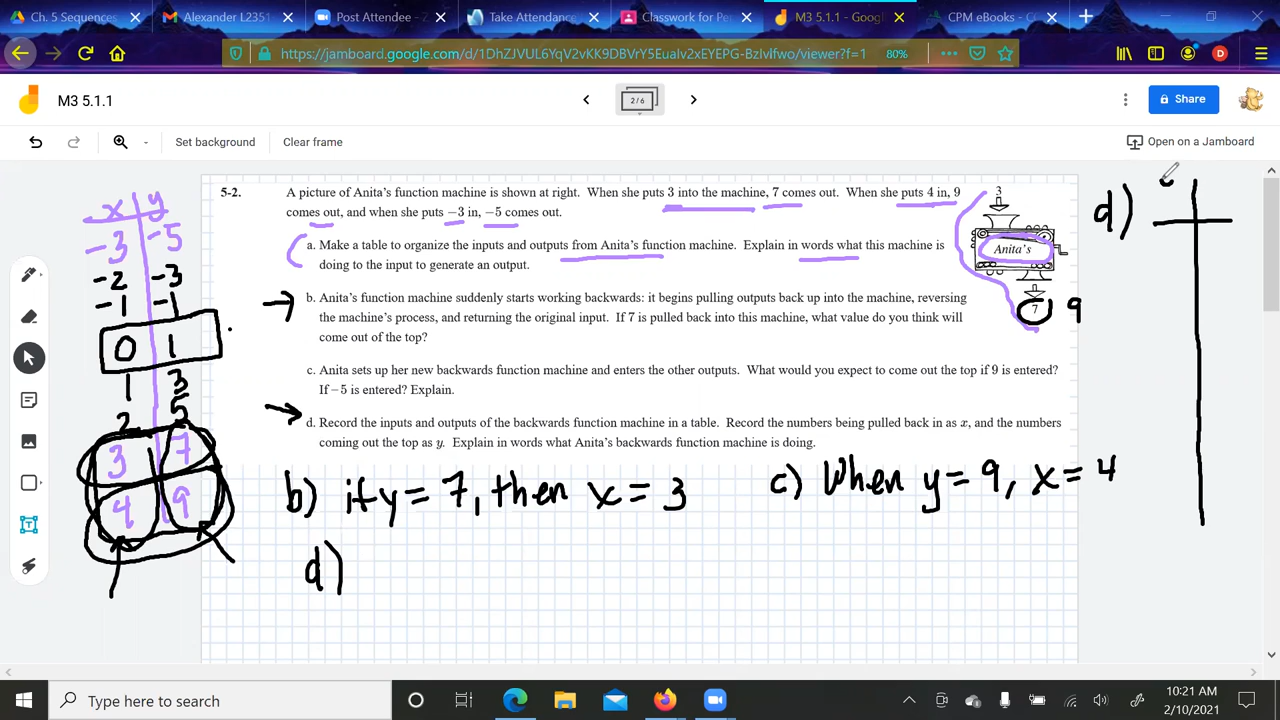 Ch. 5 Sequences
Alexander L2351
Post Attendee - Z
Take Attendance
Classwork for Per
M3 5.1.1 - Googl
CPM eBooks - CC
https://jamboard.google.com/d/1DhZJVUL6YqV2vKK9DBVrY5EuaIv2xEYEPG-BzIvIfwo/viewer?f=1
80%
M3 5.1.1
2/6
Share
Set background
Clear frame
Open on a Jamboard
5-2. A picture of Anita's function machine is shown at right. When she puts 3 into the machine, 7 comes out. When she puts 4 in, 9
comes out, and when she puts −3 in, −5 comes out.
a. Make a table to organize the inputs and outputs from Anita's function machine. Explain in words what this machine is
doing to the input to generate an output.
b. Anita's function machine suddenly starts working backwards: it begins pulling outputs back up into the machine, reversing
the machine's process, and returning the original input. If 7 is pulled back into this machine, what value do you think will
come out of the top?
c. Anita sets up her new backwards function machine and enters the other outputs. What would you expect to come out the top if 9 is entered?
If −5 is entered? Explain.
d. Record the inputs and outputs of the backwards function machine in a table. Record the numbers being pulled back in as x, and the numbers
coming out the top as y. Explain in words what Anita's backwards function machine is doing.
3
Anita's
7 9
x y
-3 -5
-2 -3
-1 -1
0 1
1 3
2 5
3 7
4 9
b) if y = 7, then x = 3
c) When y = 9, x = 4
d)
d)
Type here to search
10:21 AM
2/10/2021